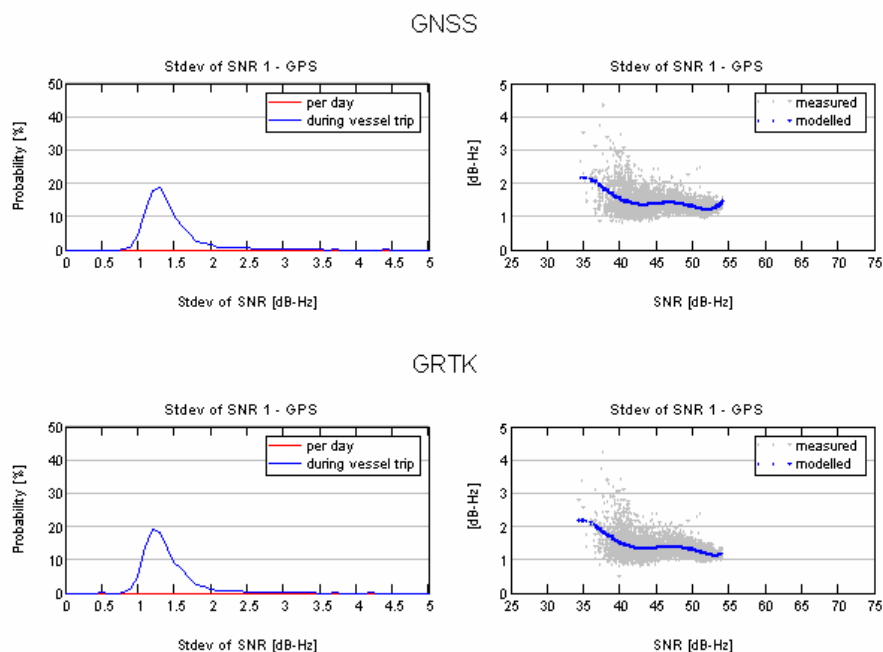 GNSS
Stdev of SNR 1 - GPS
Probability [%]
50
40
30
20
10
0
per day
during vessel trip
0 0.5 1 1.5 2 2.5 3 3.5 4 4.5 5
Stdev of SNR [dB-Hz]
Stdev of SNR 1 - GPS
[dB-Hz]
5
4
3
2
1
0
measured
modelled
25 30 35 40 45 50 55 60 65 70 75
SNR [dB-Hz]
GRTK
Stdev of SNR 1 - GPS
Probability [%]
50
40
30
20
10
0
per day
during vessel trip
0 0.5 1 1.5 2 2.5 3 3.5 4 4.5 5
Stdev of SNR [dB-Hz]
Stdev of SNR 1 - GPS
[dB-Hz]
5
4
3
2
1
0
measured
modelled
25 30 35 40 45 50 55 60 65 70 75
SNR [dB-Hz]